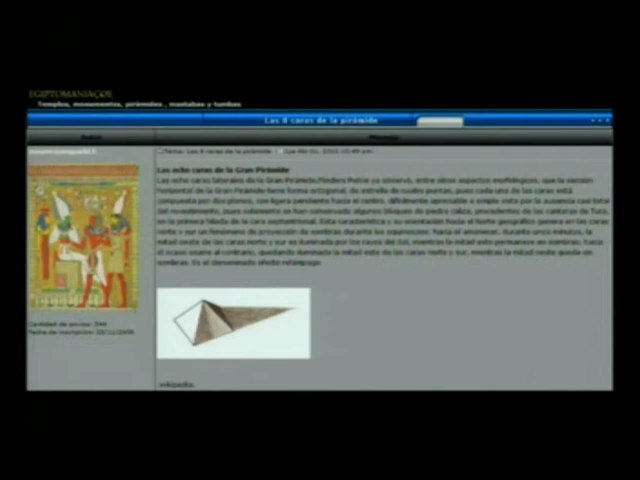 EGIPTOMANIACOS
Templos, monumentos, pirámides, mastabas y tumbas
Las 8 caras de la pirámide
Autor
Mensaje
Tema: Las 8 caras de la pirámide
Las ocho caras de la Gran Pirámide
Las ocho caras laterales de la Gran Pirámide.Flinders Petrie ya observó, entre otros aspectos morfológicos, que la sección
horizontal de la Gran Pirámide tiene forma octogonal, de estrella de cuatro puntas, pues cada una de las caras está
compuesta por dos planos, con ligera pendiente hacia el centro, difícilmente apreciable a simple vista por la ausencia casi total
del revestimiento, pues solamente se han conservado algunos bloques de piedra caliza, procedentes de las canteras de Tura,
en la primera hilada de la cara septentrional. Esta característica y su orientación hacia el Norte geográfico genera en las caras
norte y sur un fenómeno de proyección de sombras durante los equinoccios: hacia el amanecer, durante unos minutos, la
mitad oeste de las caras norte y sur es iluminada por los rayos del Sol, mientras la mitad este permanece en sombras; hacia
el ocaso ocurre al contrario, quedando iluminada la mitad este de las caras norte y sur, mientras la mitad oeste queda en
sombras. Es el denominado efecto relámpago
Cantidad de envíos: 344
Fecha de inscripción:
wikipedia.